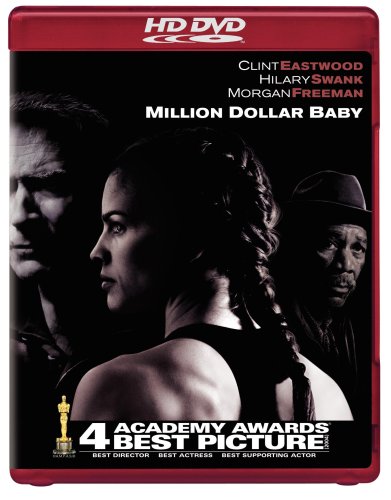 HD DVD
CLINT EASTWOOD
HILARY SWANK
MORGAN FREEMAN
MILLION DOLLAR BABY
4 ACADEMY AWARDS®
BEST PICTURE [2004]
BEST DIRECTOR BEST ACTRESS BEST SUPPORTING ACTOR